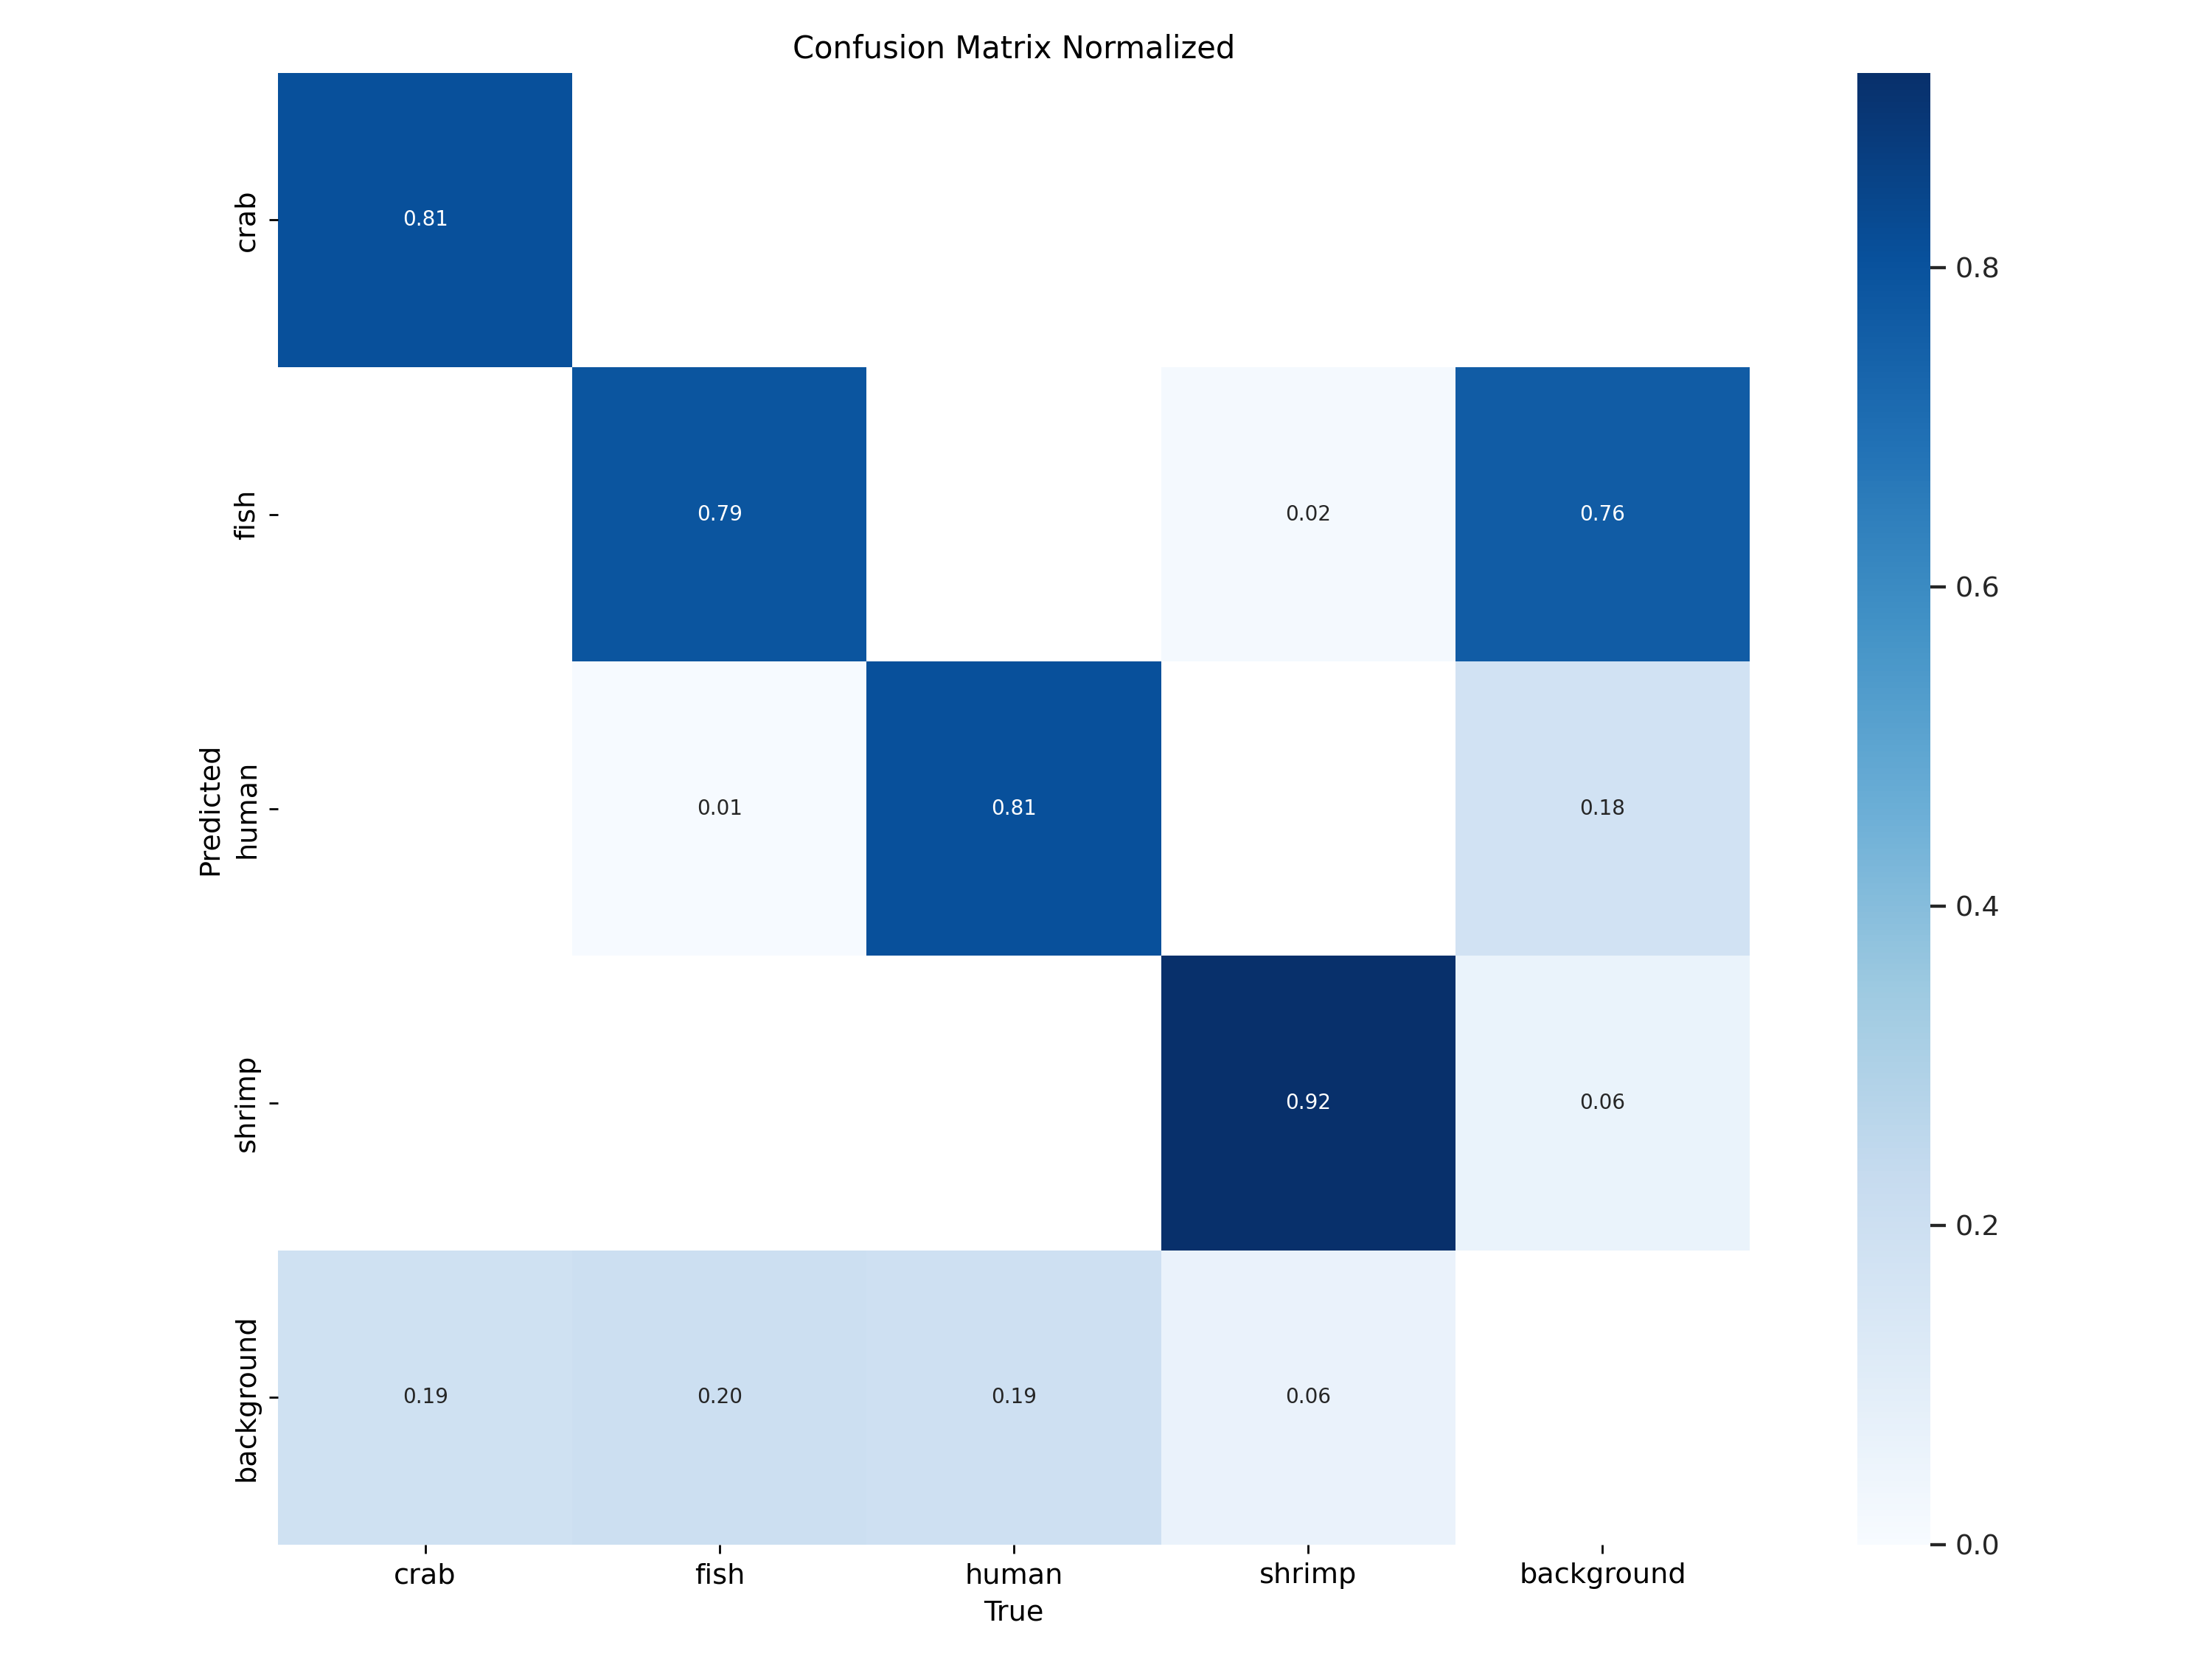 Confusion Matrix Normalized
crab
0.81
0.8
fish
0.79
0.02
0.76
0.6
Predicted
human
0.01
0.81
0.18
0.4
shrimp
0.92
0.06
0.2
background
0.19
0.20
0.19
0.06
0.0
crab
fish
human
shrimp
background
True